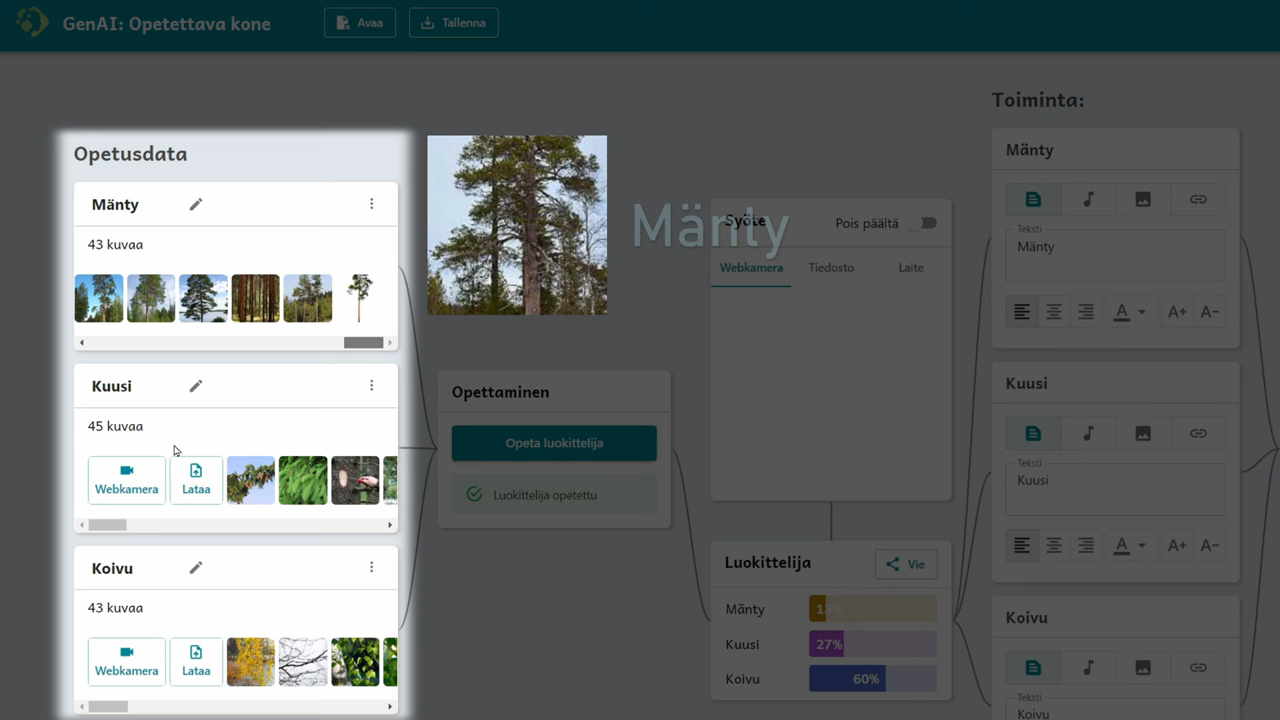 GenAI: Opetettava kone
Avaa
Tallenna
Opetusdata
Mänty
43 kuvaa
Kuusi
45 kuvaa
Webkamera
Lataa
Koivu
43 kuvaa
Webkamera
Lataa
Mänty
Opettaminen
Opeta luokittelija
Luokittelija opetettu
Syöte
Pois päältä
Webkamera
Tiedosto
Laite
Luokittelija
Vie
Mänty
13%
Kuusi
27%
Koivu
60%
Toiminta:
Mänty
Teksti
Mänty
A
A+
A-
Kuusi
Teksti
Kuusi
A
A+
A-
Koivu
Teksti
Koivu